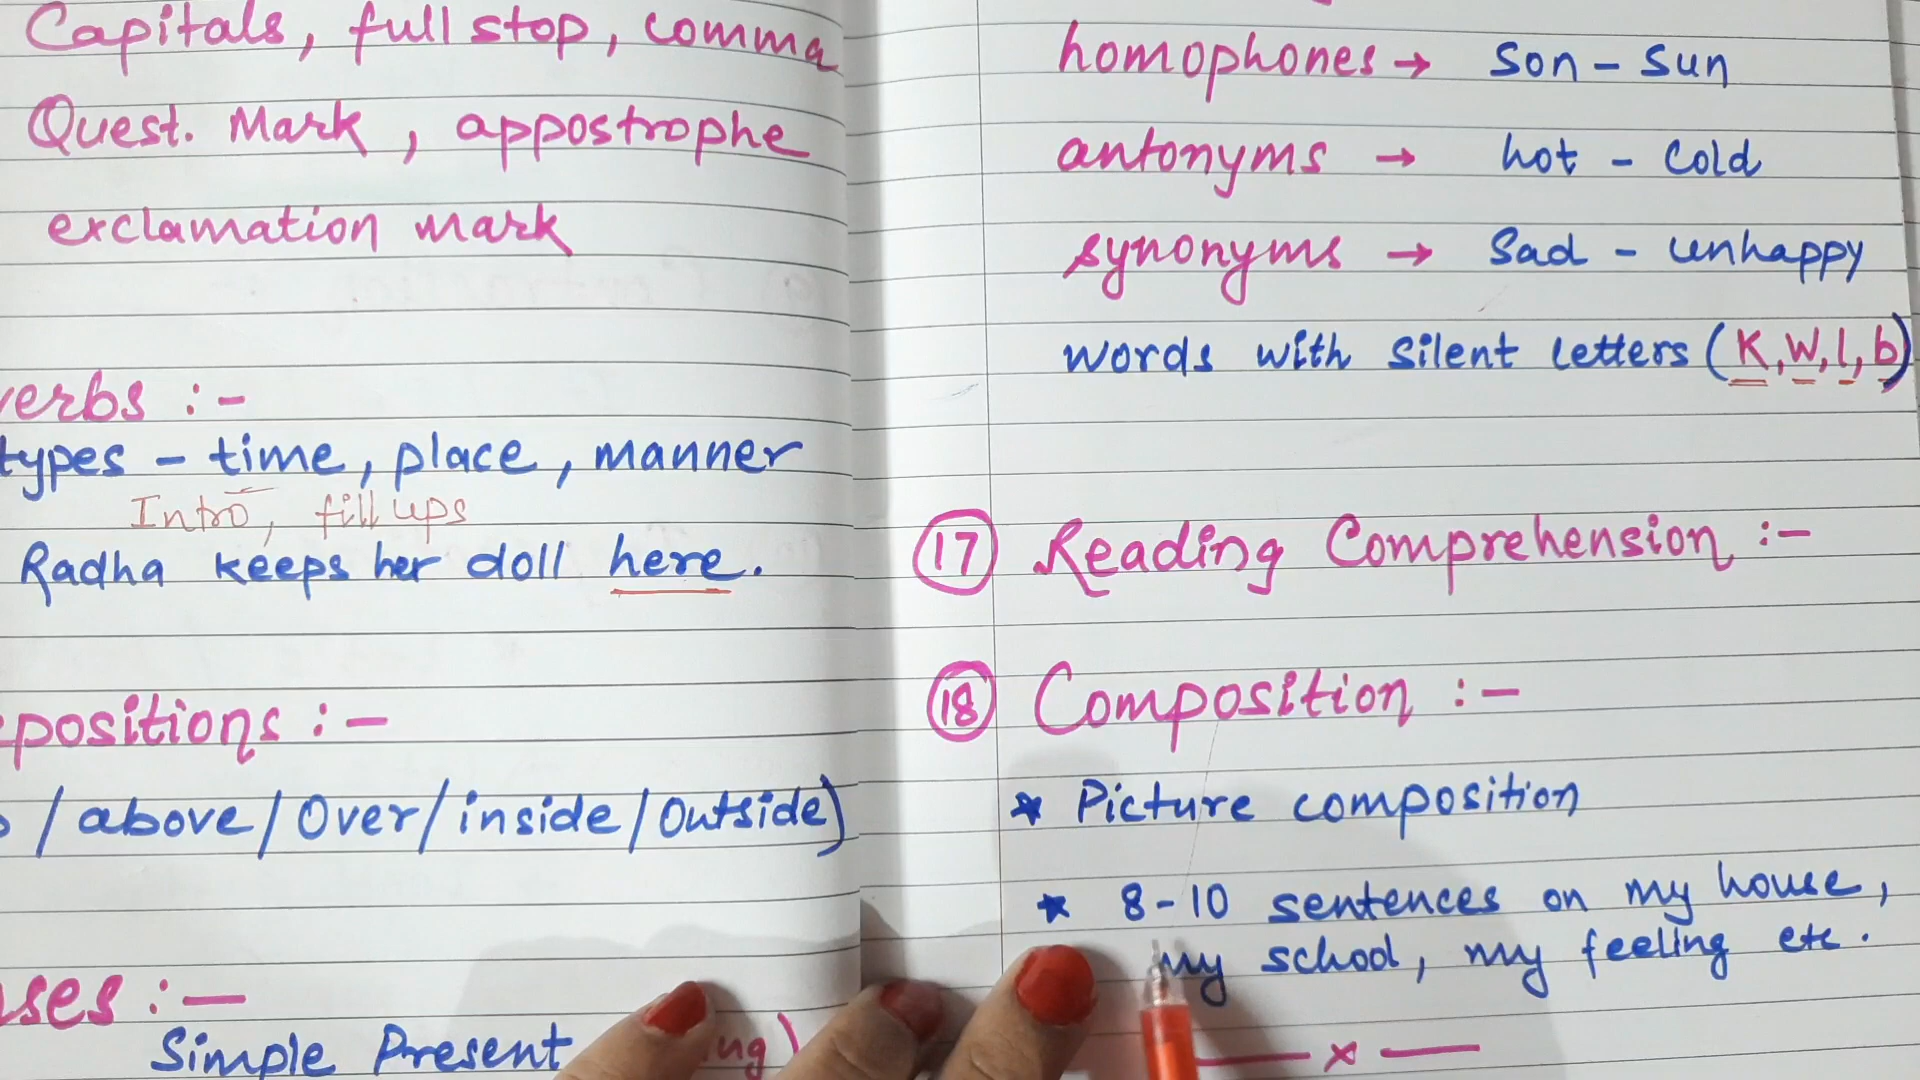 Capitals, full stop, comma
Quest. Mark, appostrophe
exclamation mark
verbs :-
types - time, place, manner
Intro, fill ups
Radha keeps her doll here.
positions :-
/ above / Over / inside / Outside)
ses :-
Simple Present ing)
homophones → son - sun
antonyms → hot - cold
synonyms → Sad - unhappy
words with silent letters (K, W, l, b)
17 Reading Comprehension :-
18 Composition :-
* Picture composition
* 8-10 sentences on my house,
my school, my feeling etc.
x